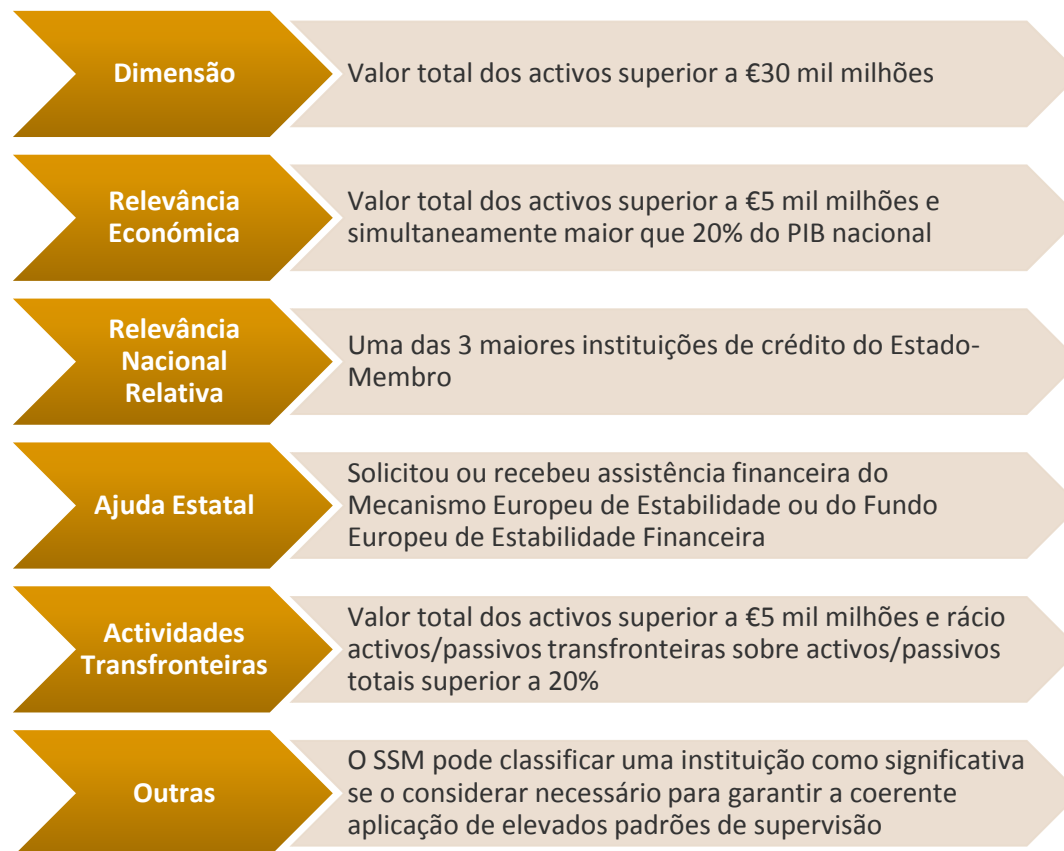 Dimensão
Valor total dos activos superior a €30 mil milhões
Relevância
Económica
Valor total dos activos superior a €5 mil milhões e
simultaneamente maior que 20% do PIB nacional
Relevância
Nacional
Relativa
Uma das 3 maiores instituições de crédito do Estado-
Membro
Ajuda Estatal
Solicitou ou recebeu assistência financeira do
Mecanismo Europeu de Estabilidade ou do Fundo
Europeu de Estabilidade Financeira
Actividades
Transfronteiras
Valor total dos activos superior a €5 mil milhões e rácio
activos/passivos transfronteiras sobre activos/passivos
totais superior a 20%
Outras
O SSM pode classificar uma instituição como significativa
se o considerar necessário para garantir a coerente
aplicação de elevados padrões de supervisão